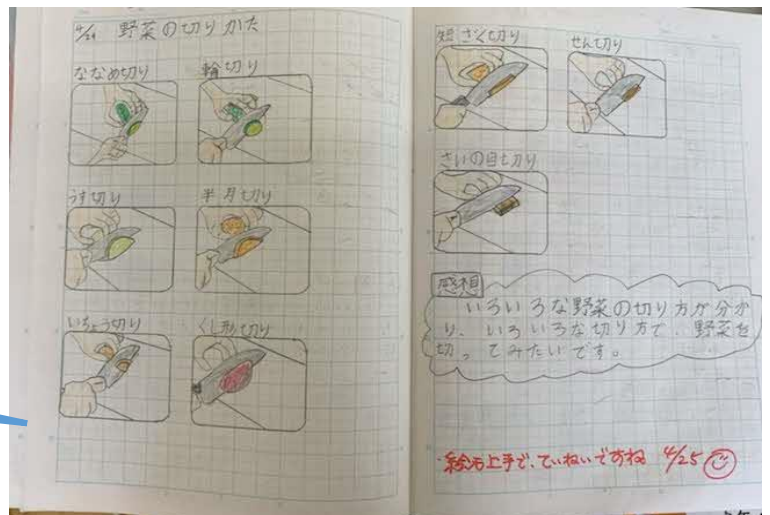 4/24 野菜の切りかた
ななめ切り 輪切り
うす切り 半月切り
いちょう切り くし形切り
短さく切り せん切り
さいの目切り
感想
いろいろな野菜の切り方が分か
り、いろいろな切り方で、野菜を
切ってみたいです。
絵も上手で、ていねいですね 4/25